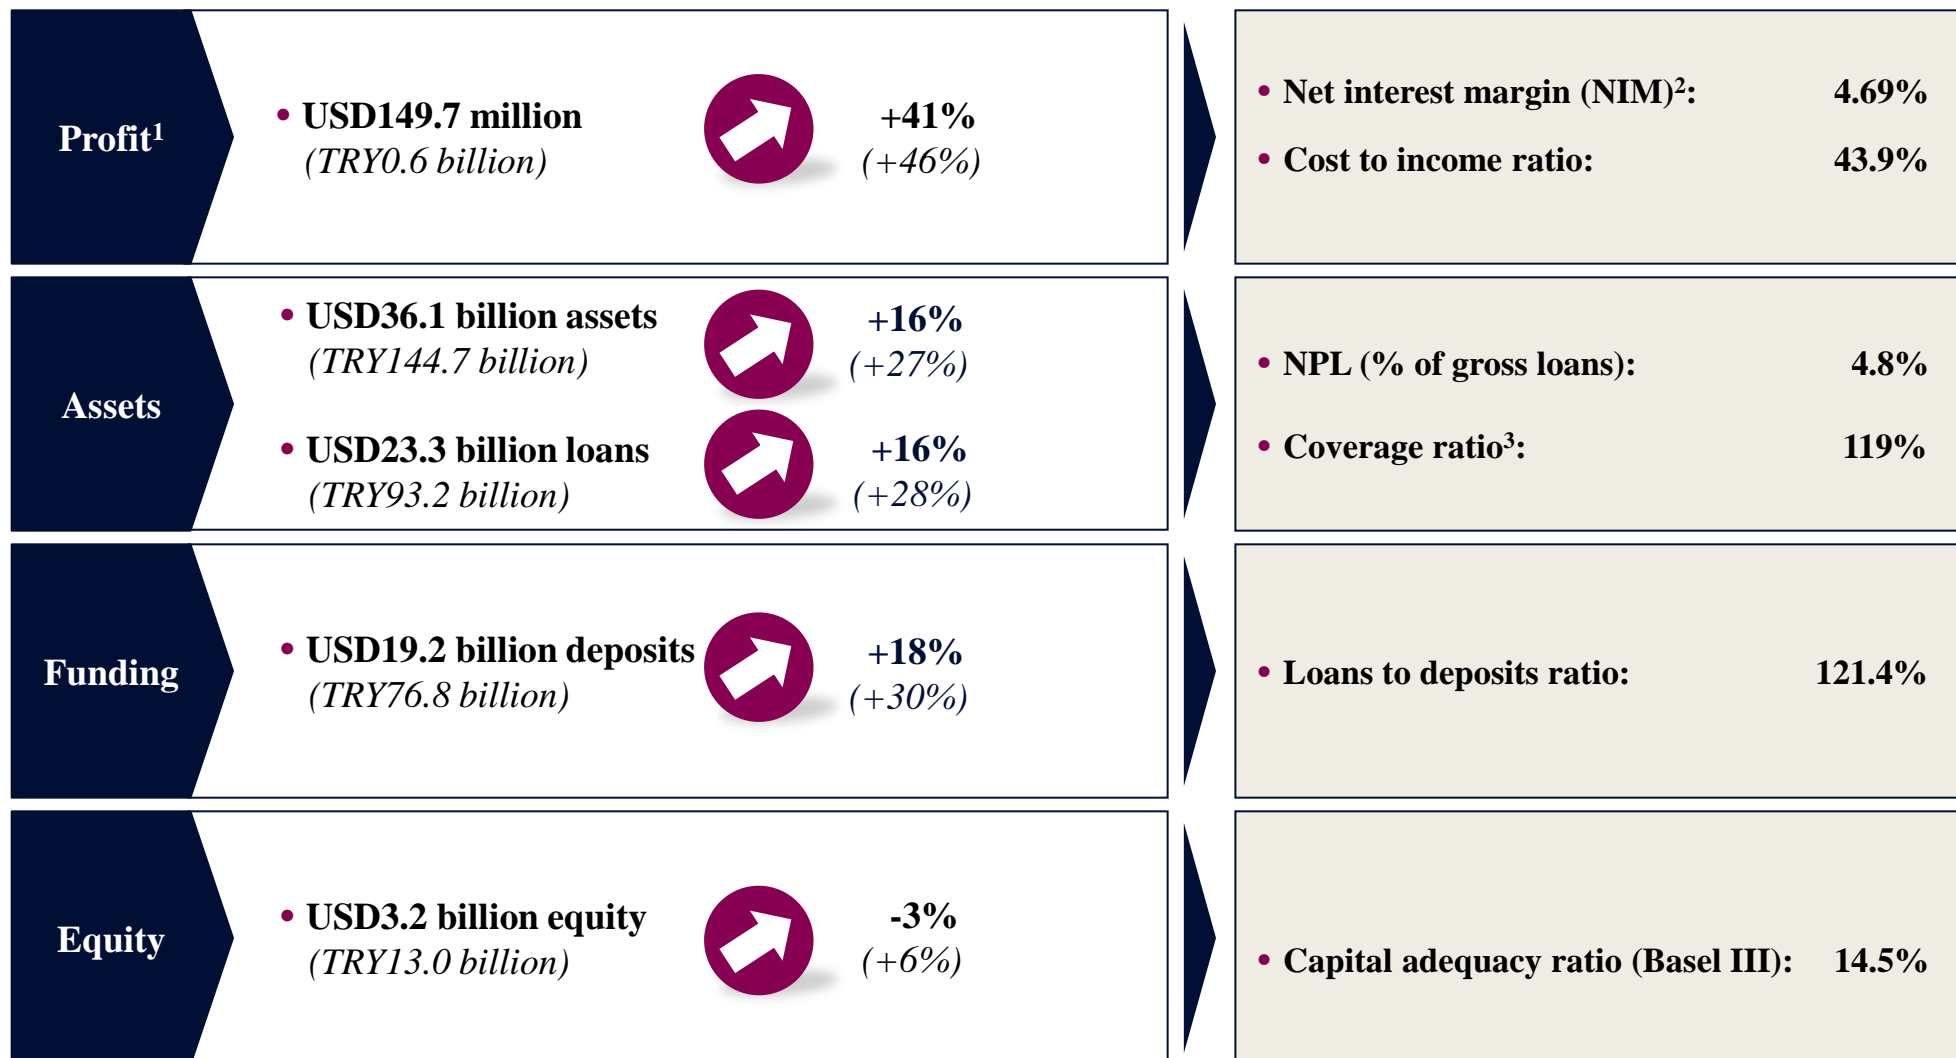 Profit¹
• USD149.7 million +41%
(TRY0.6 billion) (+46%)
• Net interest margin (NIM)²: 4.69%
• Cost to income ratio: 43.9%
Assets
• USD36.1 billion assets +16%
(TRY144.7 billion) (+27%)
• USD23.3 billion loans +16%
(TRY93.2 billion) (+28%)
• NPL (% of gross loans): 4.8%
• Coverage ratio³: 119%
Funding
• USD19.2 billion deposits +18%
(TRY76.8 billion) (+30%)
• Loans to deposits ratio: 121.4%
Equity
• USD3.2 billion equity -3%
(TRY13.0 billion) (+6%)
• Capital adequacy ratio (Basel III): 14.5%